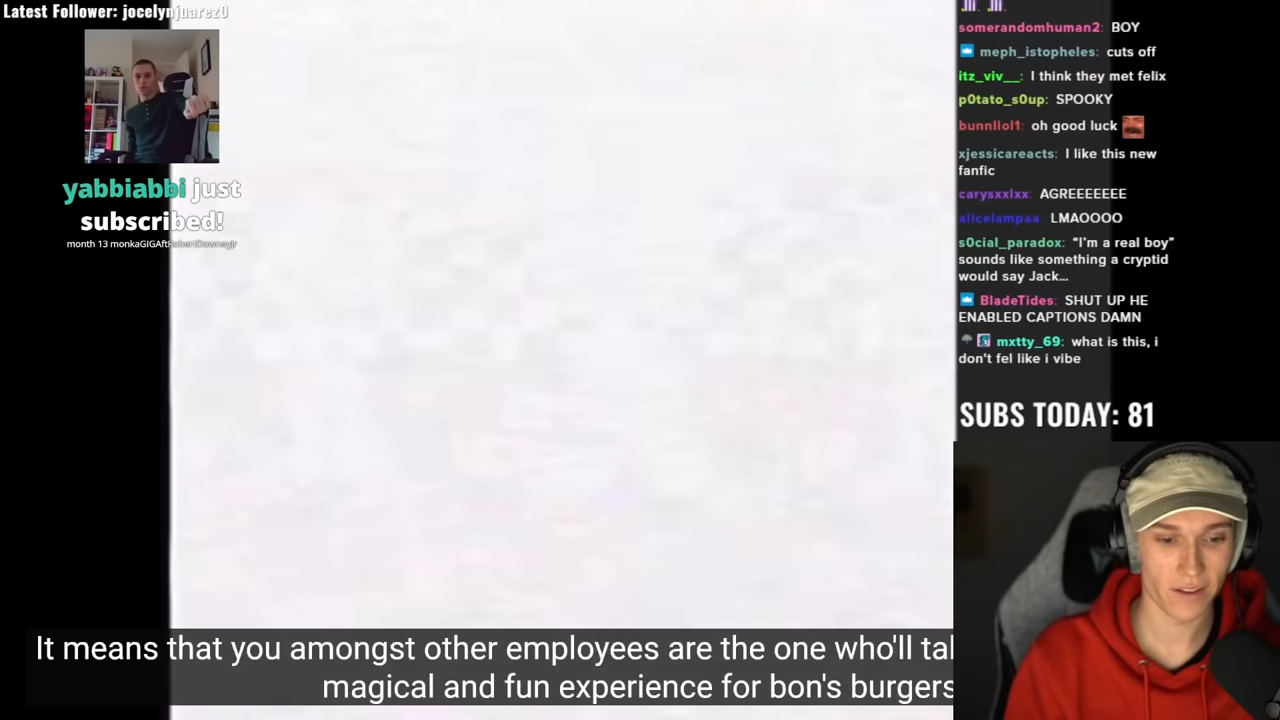 Latest Follower: jocelynjuarez0
yabbiabbi just
subscribed!
month 13 monkaGIGAftRobertDowneyJr
somerandomhuman2: BOY
meph_istopheles: cuts off
itz_viv__: I think they met felix
p0tato_s0up: SPOOKY
bunnllol1: oh good luck
xjessicareacts: I like this new
fanfic
carysxxlxx: AGREEEEEEE
alicelampaa: LMAOOOO
s0cial_paradox: “I'm a real boy”
sounds like something a cryptid
would say Jack...
BladeTides: SHUT UP HE
ENABLED CAPTIONS DAMN
mxtty_69: what is this, i
don't fel like i vibe
SUBS TODAY: 81
It means that you amongst other employees are the one who'll tal
magical and fun experience for bon's burgers